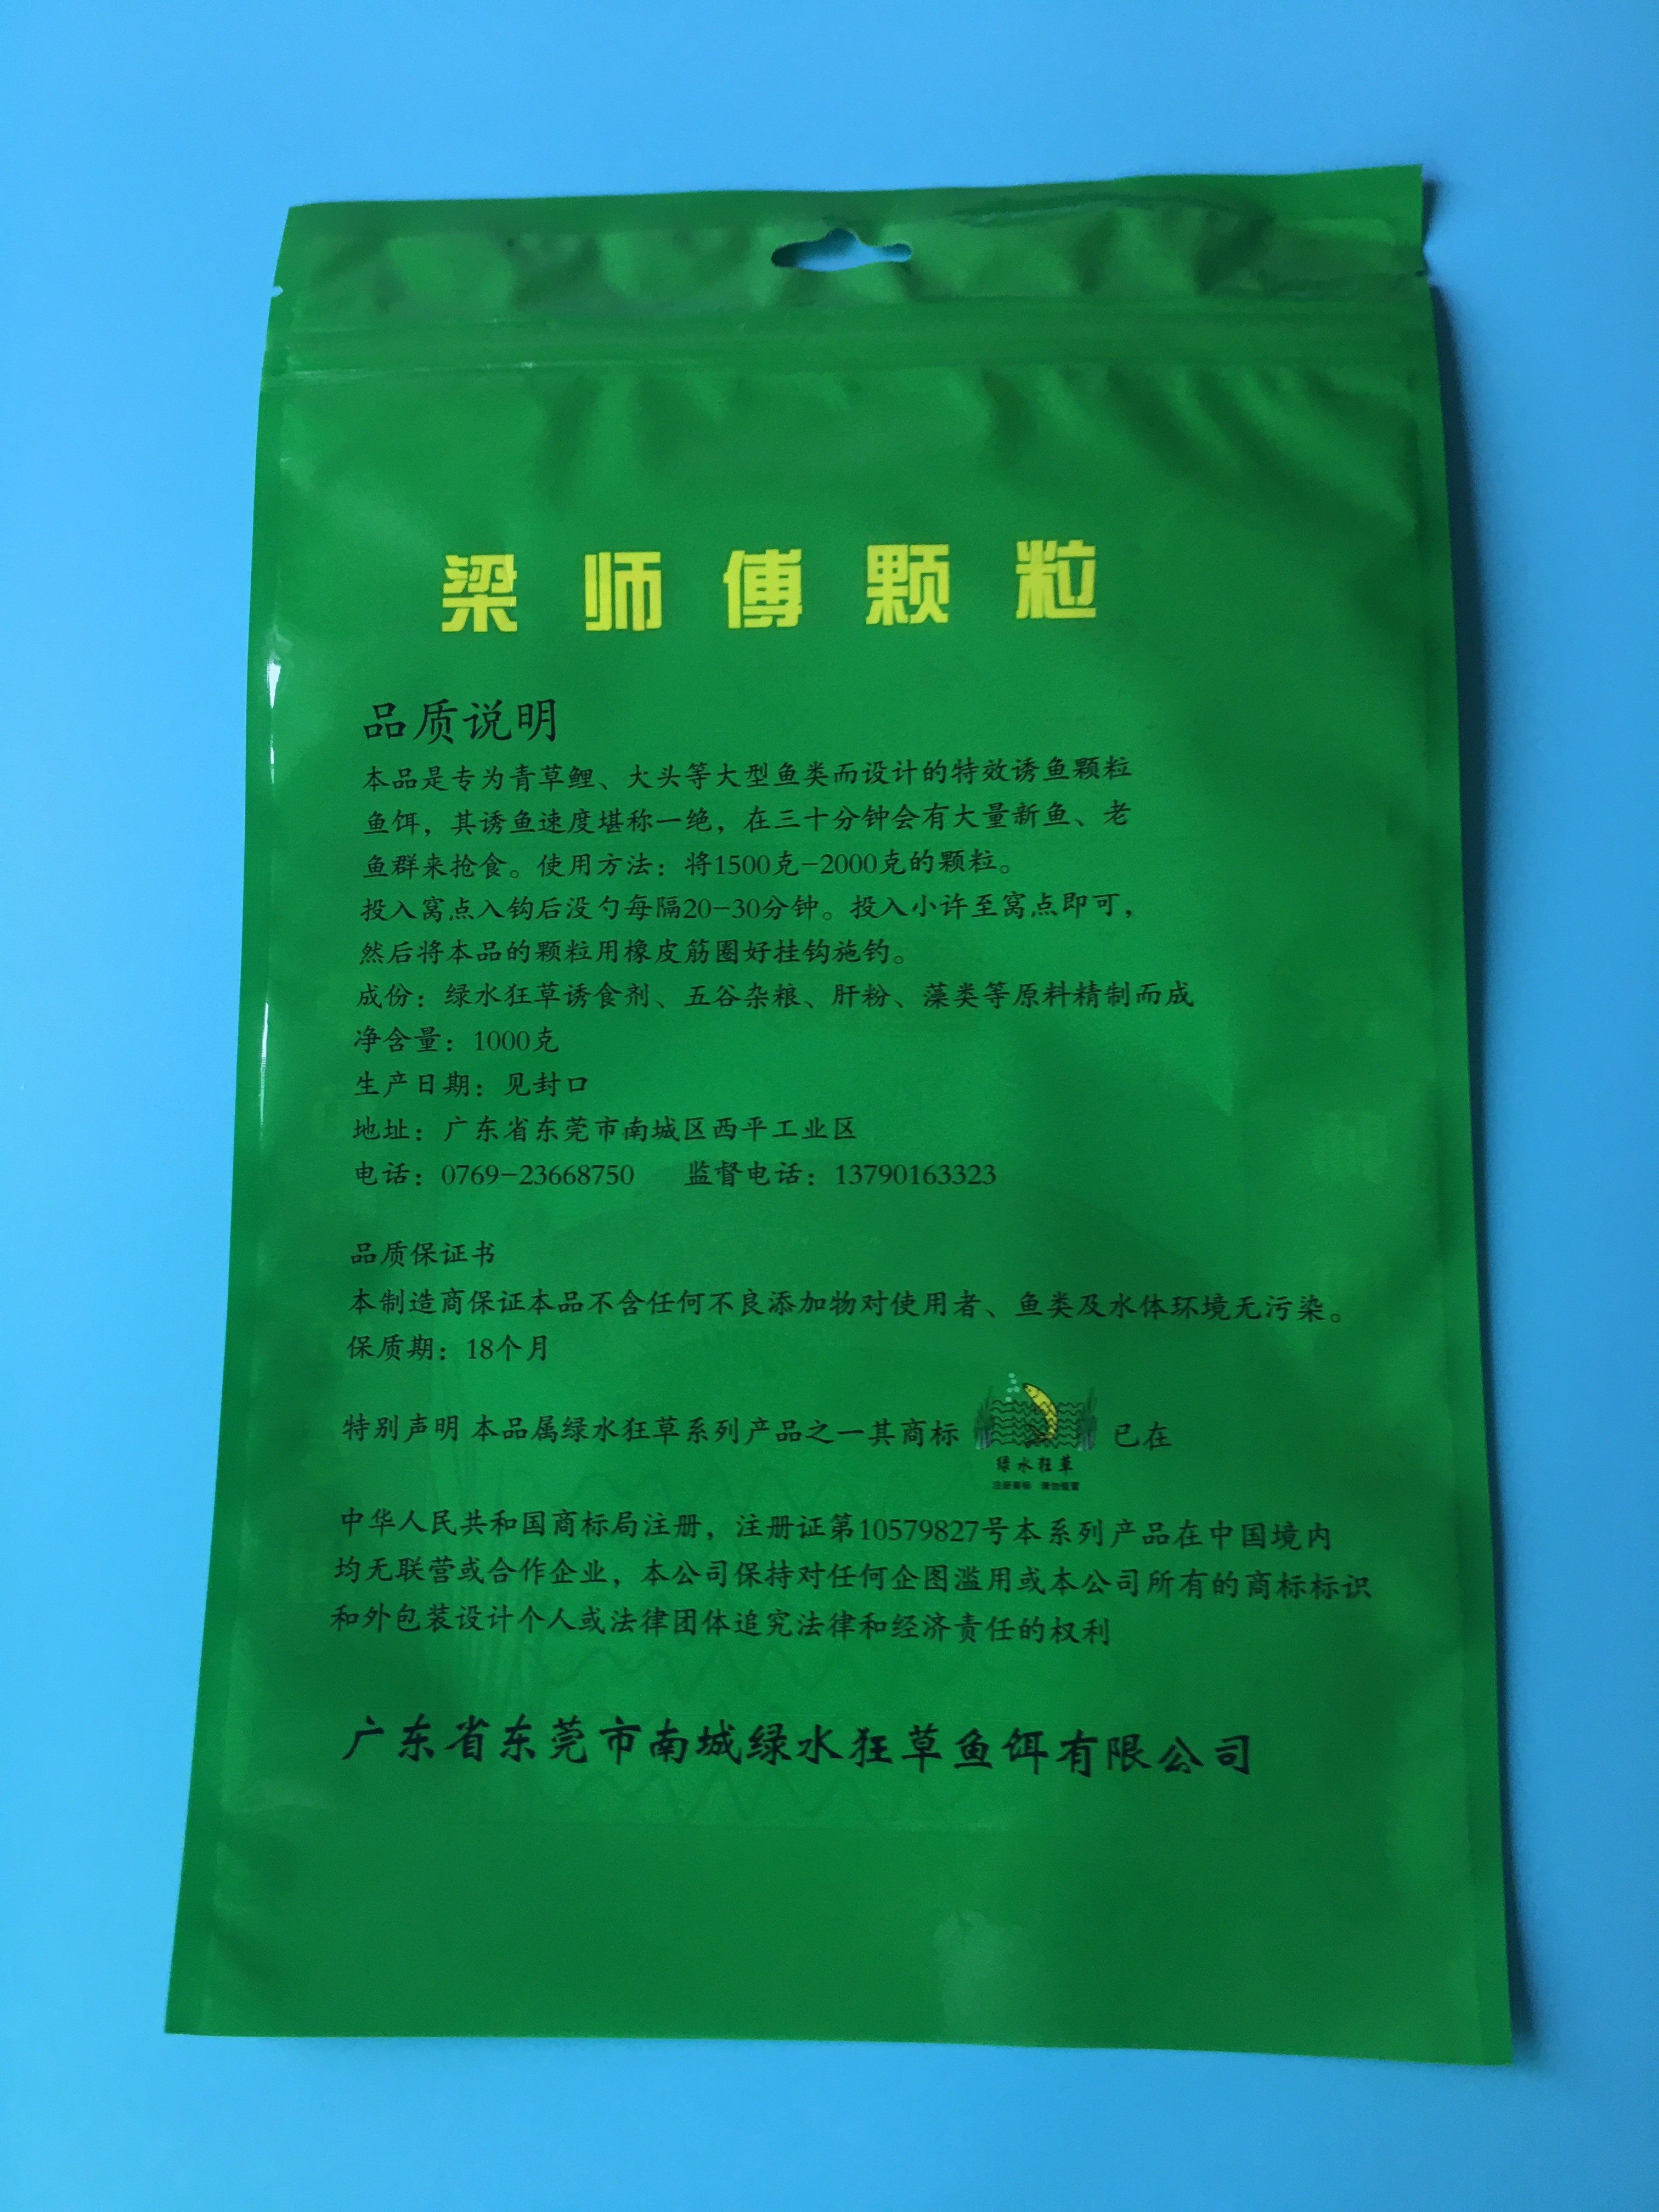 梁师傅颗粒
品质说明
本品是专为青草鲤、大头等大型鱼类而设计的特效诱鱼颗粒
鱼饵，其诱鱼速度堪称一绝，在三十分钟会有大量新鱼、老
鱼群来抢食。使用方法：将1500克-2000克的颗粒。
投入窝点入钩后没勺每隔20-30分钟。投入小许至窝点即可，
然后将本品的颗粒用橡皮筋圈好挂钩施钓。
成份：绿水狂草诱食剂、五谷杂粮、肝粉、藻类等原料精制而成
净含量：1000克
生产日期：见封口
地址：广东省东莞市南城区西平工业区
电话：0769-23668750 监督电话：13790163323
品质保证书
本制造商保证本品不含任何不良添加物对使用者、鱼类及水体环境无污染。
保质期：18个月
特别声明 本品属绿水狂草系列产品之一其商标 已在
绿水狂草
注册商标 请勿假冒
中华人民共和国商标局注册，注册证第10579827号本系列产品在中国境内
均无联营或合作企业，本公司保持对任何企图滥用或本公司所有的商标标识
和外包装设计个人或法律团体追究法律和经济责任的权利
广东省东莞市南城绿水狂草鱼饵有限公司